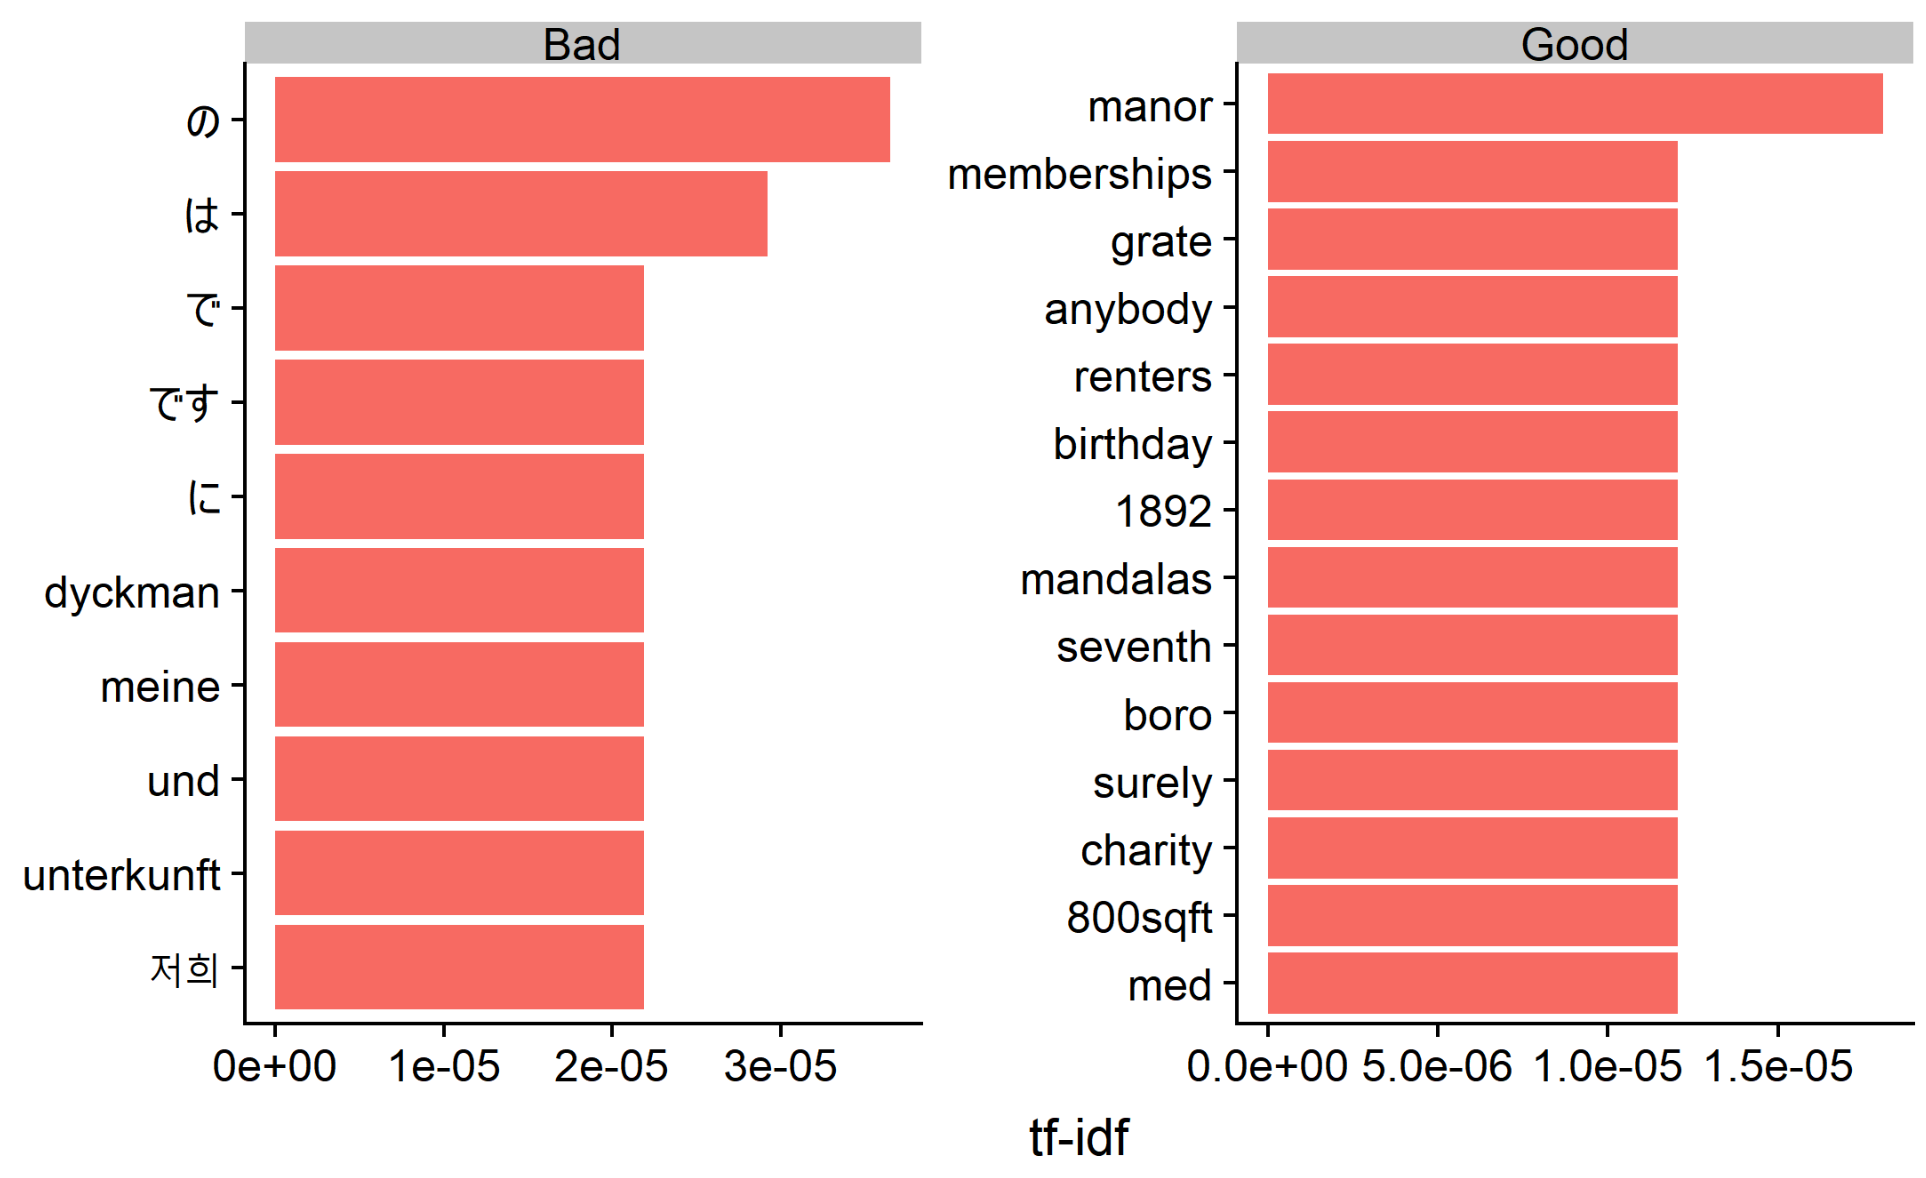 Bad
の
は
で
です
に
dyckman
meine
und
unterkunft
저희
0e+00 1e-05 2e-05 3e-05
Good
manor
memberships
grate
anybody
renters
birthday
1892
mandalas
seventh
boro
surely
charity
800sqft
med
0.0e+00 5.0e-06 1.0e-05 1.5e-05
tf-idf